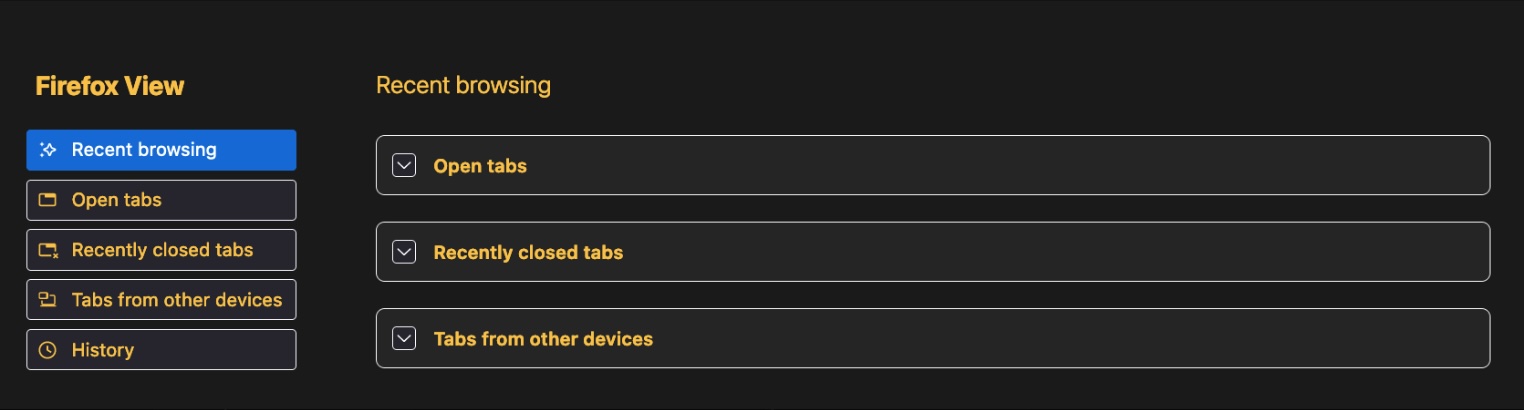 Firefox View
Recent browsing
Open tabs
Recently closed tabs
Tabs from other devices
History
Recent browsing
Open tabs
Recently closed tabs
Tabs from other devices